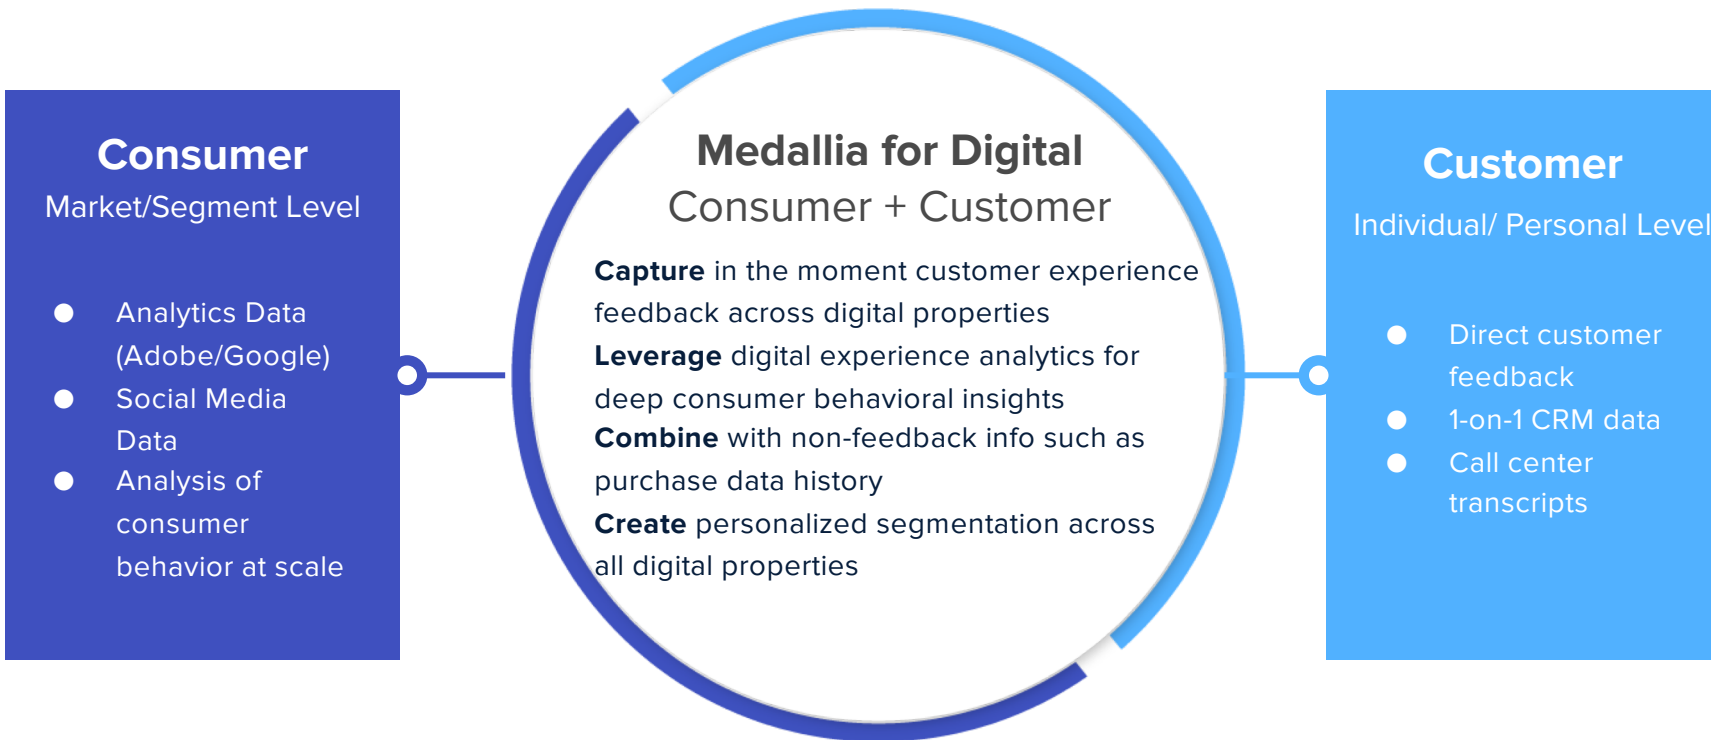 Consumer
Market/Segment Level
Analytics Data
(Adobe/Google)
Social Media
Data
Analysis of
consumer
behavior at scale
Medallia for Digital
Consumer + Customer
Capture in the moment customer experience
feedback across digital properties
Leverage digital experience analytics for
deep consumer behavioral insights
Combine with non-feedback info such as
purchase data history
Create personalized segmentation across
all digital properties
Customer
Individual/ Personal Level
Direct customer
feedback
1-on-1 CRM data
Call center
transcripts